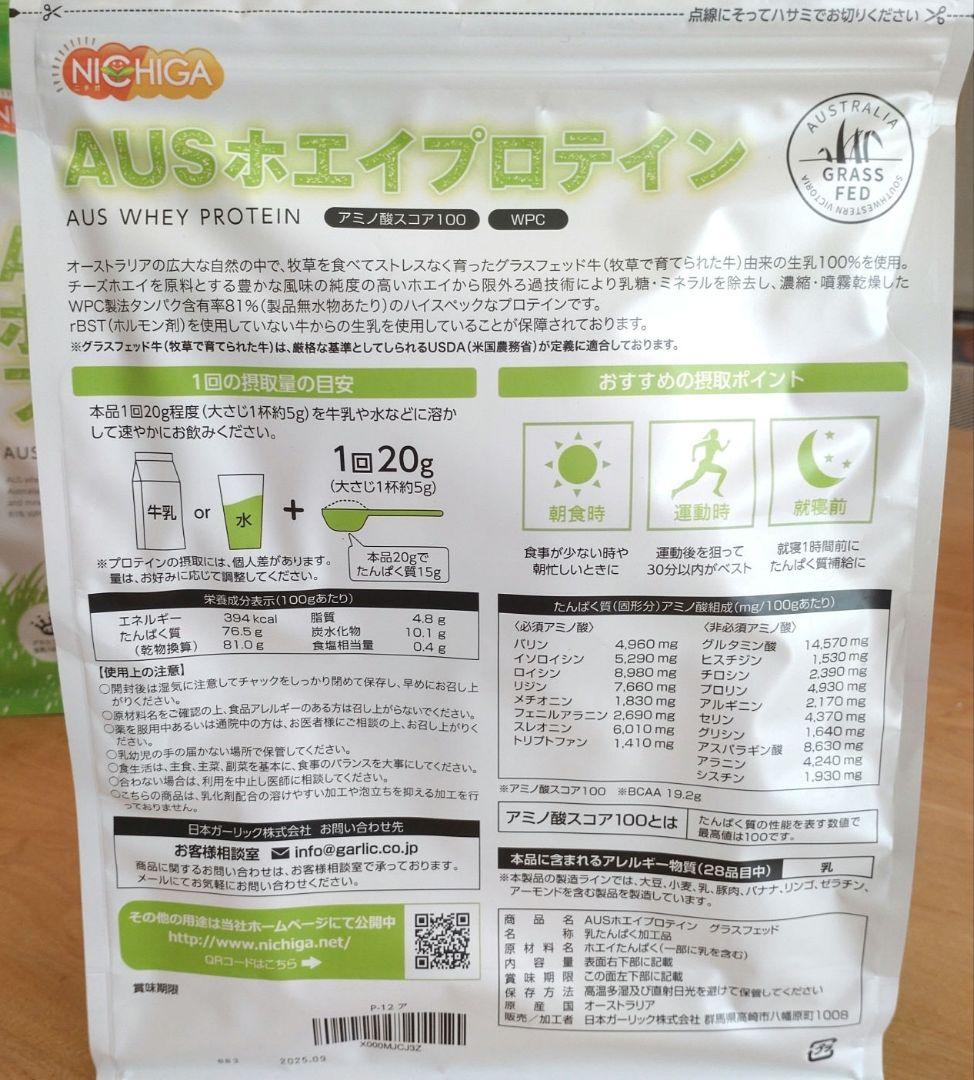 点線にそってハサミでお切りください
NICHIGA
ニチガ
AUSホエイプロテイン
AUS WHEY PROTEIN アミノ酸スコア100 WPC
AUSTRALIA
GRASS
FED
SOUTHWESTERN VICTORIA
オーストラリアの広大な自然の中で、牧草を食べてストレスなく育ったグラスフェッド牛(牧草で育てられた牛)由来の生乳100%を使用。
チーズホエイを原料とする豊かな風味の純度の高いホエイから限外ろ過技術により乳糖・ミネラルを除去し、濃縮・噴霧乾燥した
WPC製法タンパク含有率81%(製品無水物あたり)のハイスペックなプロテインです。
rBST(ホルモン剤)を使用していない牛からの生乳を使用していることが保障されております。
※グラスフェッド牛(牧草で育てられた牛)は、厳格な基準としてしられるUSDA(米国農務省)が定義に適合しております。
1回の摂取量の目安
本品1回20g程度(大さじ1杯約5g)を牛乳や水などに溶か
して速やかにお飲みください。
牛乳 or 水 +
1回20g
(大さじ1杯約5g)
本品20gで
たんぱく質15g
※プロテインの摂取には、個人差があります。
量は、お好みに応じて調整してください。
おすすめの摂取ポイント
朝食時 運動時 就寝前
食事が少ない時や
朝忙しいときに
運動後を狙って
30分以内がベスト
就寝1時間前に
たんぱく質補給に
栄養成分表示(100gあたり)
エネルギー 394kcal 脂質 4.8g
たんぱく質 76.5g 炭水化物 10.1g
(乾物換算) 81.0g 食塩相当量 0.4g
【使用上の注意】
○開封後は湿気に注意してチャックをしっかり閉めて保存し、早めにお召し上
がりください。
○原材料名をご確認の上、食品アレルギーのある方は召し上がらないでください。
○薬を服用中あるいは通院中の方は、お医者様にご相談の上、お召し上がりく
ださい。
○乳幼児の手の届かない場所で保管してください。
○食生活は、主食、主菜、副菜を基本に、食事のバランスを大事にしてください。
○合わない場合は、利用を中止し医師に相談してください。
○こちらの商品は、乳化剤配合の溶けやすい加工や泡立ちを抑える加工を行
っておりません。
日本ガーリック株式会社 お問い合わせ先
お客様相談室 info@garlic.co.jp
商品に関するお問い合わせは、お客様相談室で承っております。
メールにてお気軽にお問い合わせください。
その他の用途は当社ホームページにて公開中
http://www.nichiga.net/
QRコードはこちら
賞味期限
P-12 ア
X000MJCJ3Z
2025.09
たんぱく質(固形分)アミノ酸組成(mg/100gあたり)
〈必須アミノ酸〉 〈非必須アミノ酸〉
バリン 4,960 mg グルタミン酸 14,570 mg
イソロイシン 5,290 mg ヒスチジン 1,530 mg
ロイシン 8,980 mg チロシン 2,390 mg
リジン 7,660 mg プロリン 4,930 mg
メチオニン 1,830 mg アルギニン 2,170 mg
フェニルアラニン 2,690 mg セリン 4,370 mg
スレオニン 6,010 mg グリシン 1,640 mg
トリプトファン 1,410 mg アスパラギン酸 8,630 mg
アラニン 4,240 mg
シスチン 1,930 mg
※アミノ酸スコア100 ※BCAA 19.2g
アミノ酸スコア100とは
たんぱく質の性能を表す数値で
最高値は100です。
本品に含まれるアレルギー物質(28品目中) 乳
※本製品の製造ラインでは、大豆、小麦、乳、豚肉、バナナ、リンゴ、ゼラチン、
アーモンドを含む製品を製造しています。
商品名 AUSホエイプロテイン グラスフェッド
名称 乳たんぱく加工品
原材料名 ホエイたんぱく(一部に乳を含む)
内容量 表面右下部に記載
賞味期限 この面左下部に記載
保存方法 高温多湿及び直射日光を避けて保管してください
原産国 オーストラリア
販売/加工者 日本ガーリック株式会社 群馬県高崎市八幡原町1008
プラ